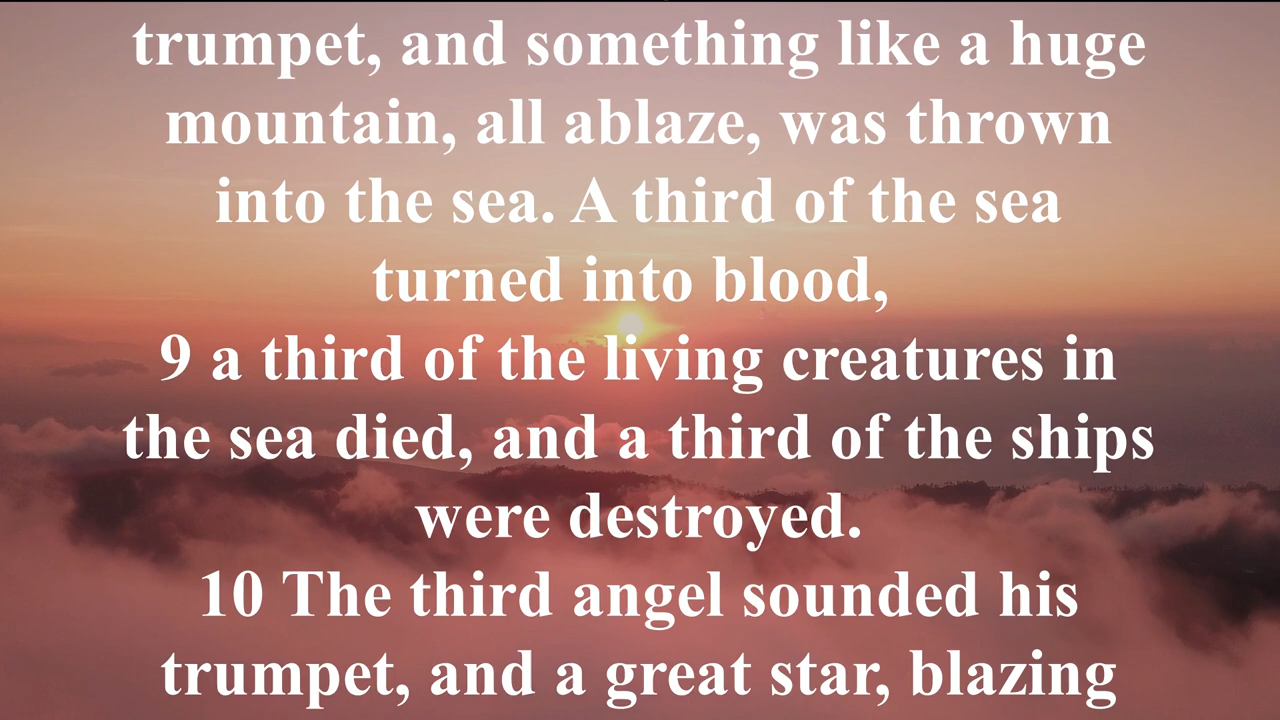 trumpet, and something like a huge
mountain, all ablaze, was thrown
into the sea. A third of the sea
turned into blood,
9 a third of the living creatures in
the sea died, and a third of the ships
were destroyed.
10 The third angel sounded his
trumpet, and a great star, blazing